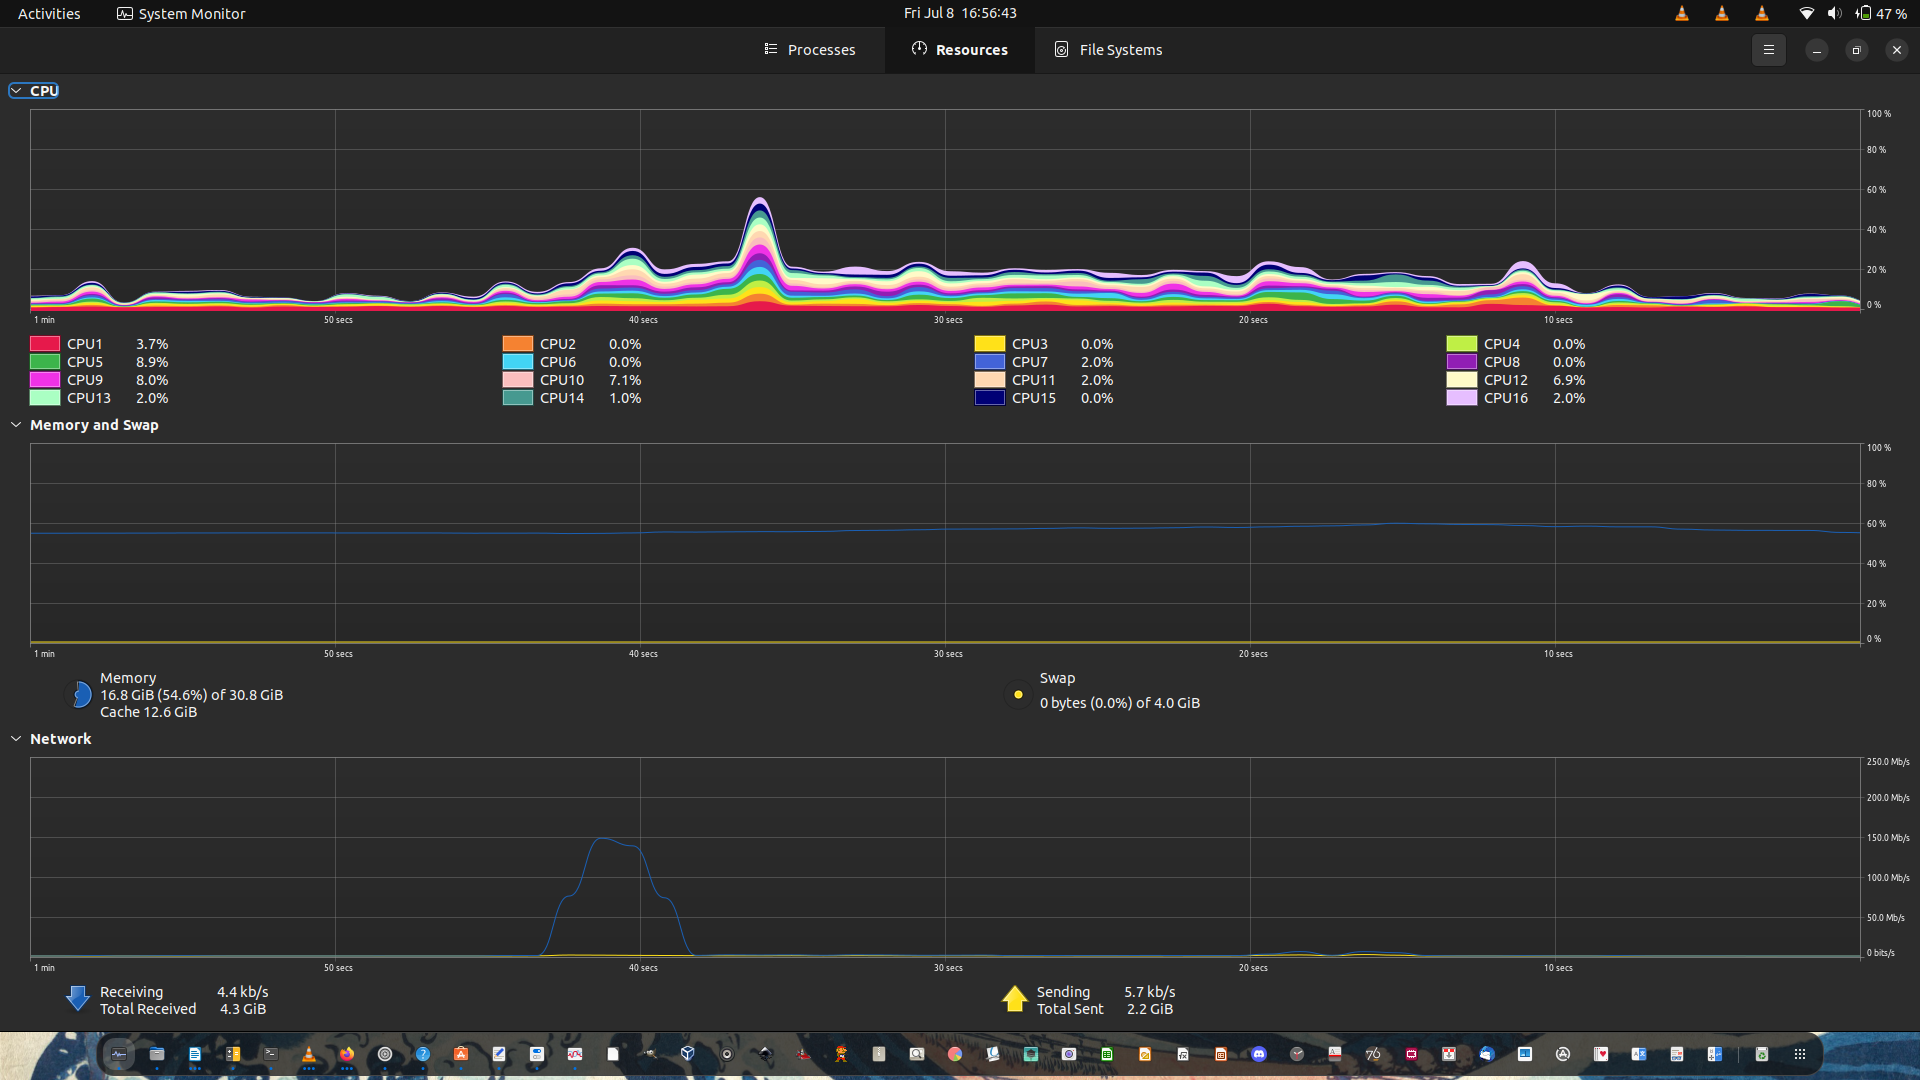 Activities System Monitor Fri Jul 8 16:56:43 47 %
Processes Resources File Systems
CPU
100 %
80 %
60 %
40 %
20 %
0 %
1 min 50 secs 40 secs 30 secs 20 secs 10 secs
CPU1 3.7% CPU2 0.0% CPU3 0.0% CPU4 0.0%
CPU5 8.9% CPU6 0.0% CPU7 2.0% CPU8 0.0%
CPU9 8.0% CPU10 7.1% CPU11 2.0% CPU12 6.9%
CPU13 2.0% CPU14 1.0% CPU15 0.0% CPU16 2.0%
Memory and Swap
100 %
80 %
60 %
40 %
20 %
0 %
1 min 50 secs 40 secs 30 secs 20 secs 10 secs
Memory
16.8 GiB (54.6%) of 30.8 GiB
Cache 12.6 GiB
Swap
0 bytes (0.0%) of 4.0 GiB
Network
250.0 Mb/s
200.0 Mb/s
150.0 Mb/s
100.0 Mb/s
50.0 Mb/s
0 bits/s
1 min 50 secs 40 secs 30 secs 20 secs 10 secs
Receiving 4.4 kb/s
Total Received 4.3 GiB
Sending 5.7 kb/s
Total Sent 2.2 GiB